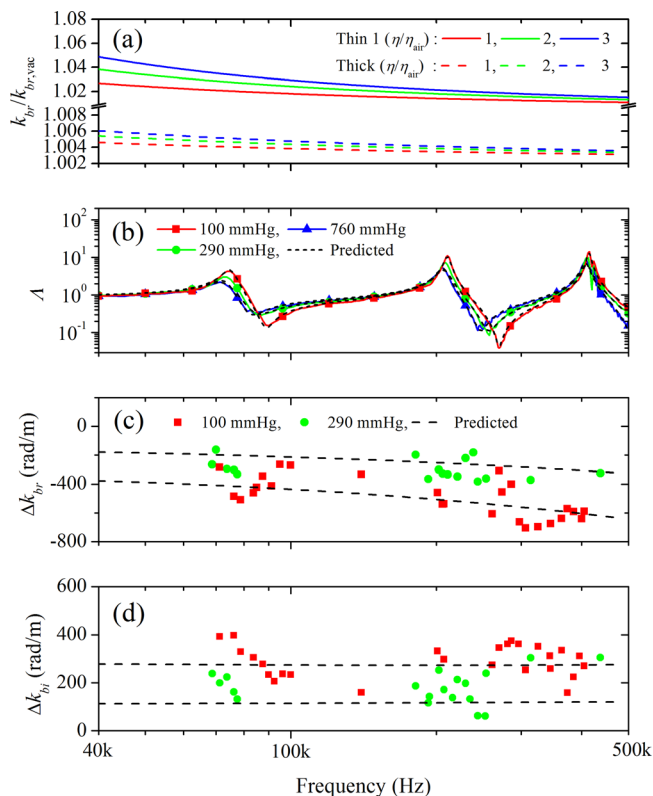 1.08
(a)
Thin 1 (η/η_air) : 1, 2, 3
1.06
Thick (η/η_air) : 1, 2, 3
1.04
1.02
1.006
1.004
1.002
k_br/k_br,vac
10^2
(b)
100 mmHg, 760 mmHg
10^1
290 mmHg, Predicted
10^0
10^-1
Λ
(c)
100 mmHg, 290 mmHg, Predicted
0
-400
-800
Δk_br (rad/m)
600
(d)
400
200
0
Δk_bi (rad/m)
40k 100k 500k
Frequency (Hz)